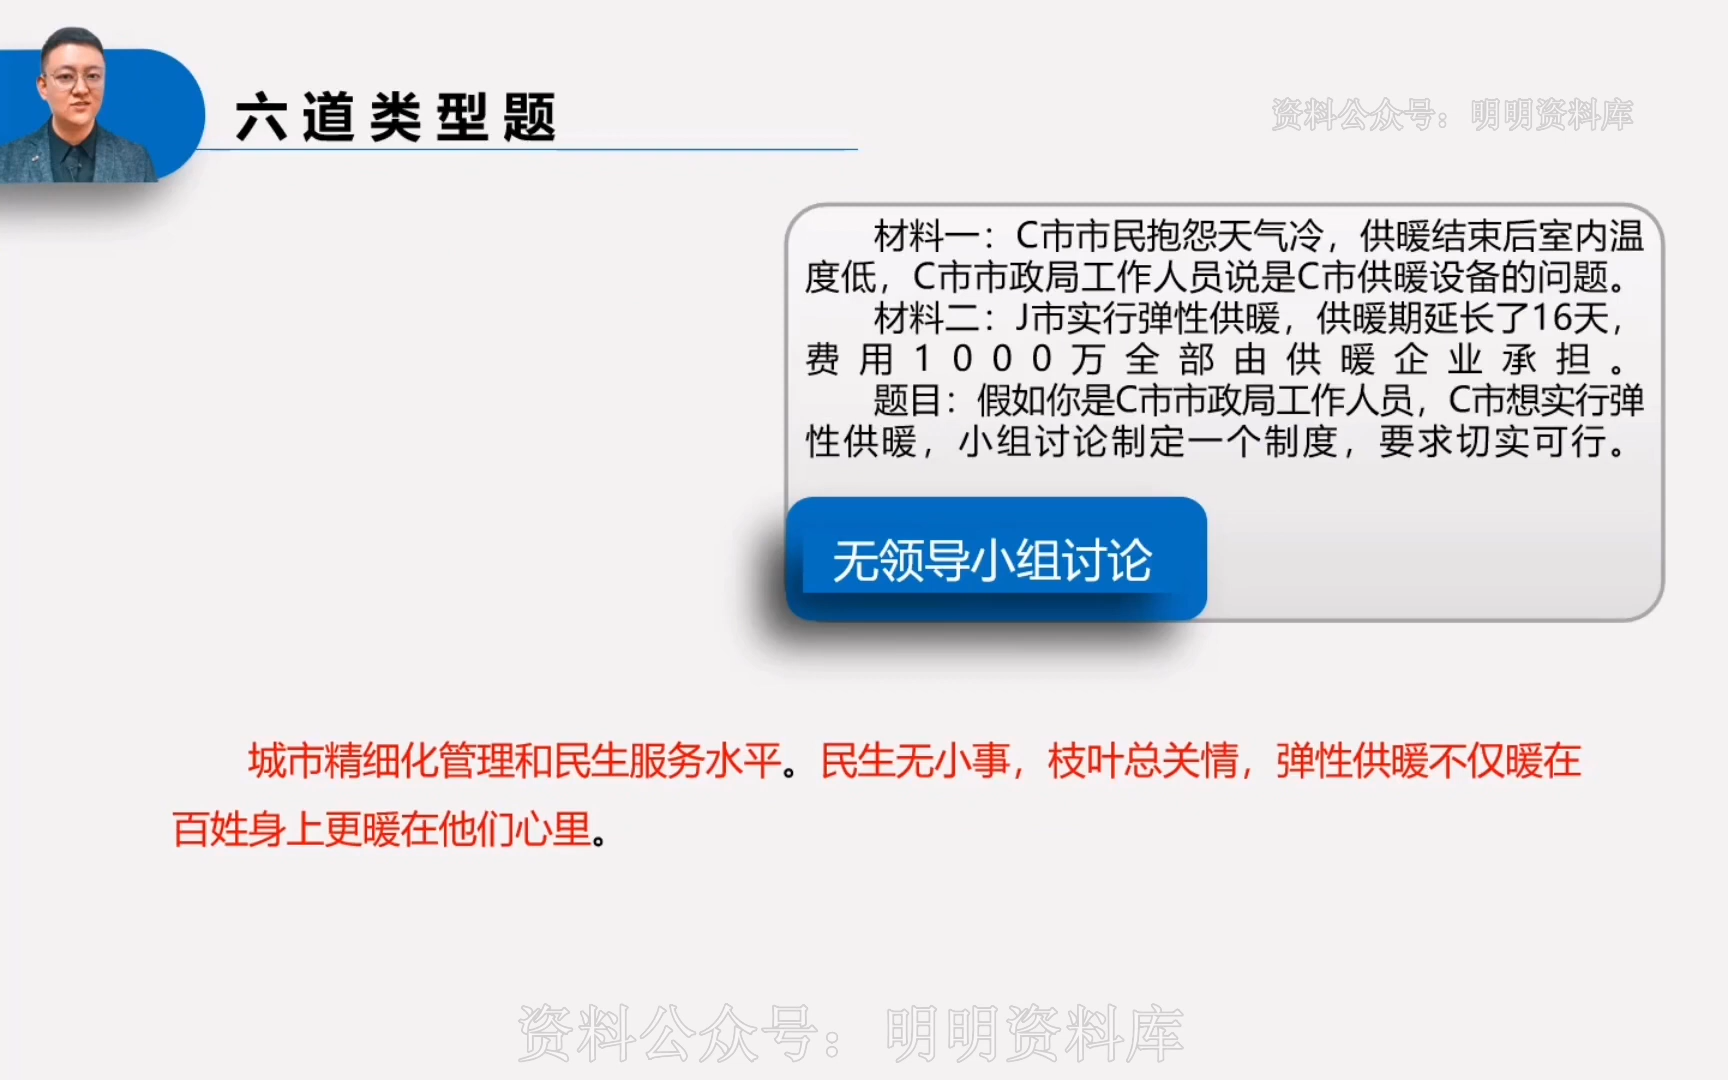 六道类型题
资料公众号：明明资料库
材料一：C市市民抱怨天气冷，供暖结束后室内温
度低，C市市政局工作人员说是C市供暖设备的问题。
材料二：J市实行弹性供暖，供暖期延长了16天，
费用1000万全部由供暖企业承担。
题目：假如你是C市市政局工作人员，C市想实行弹
性供暖，小组讨论制定一个制度，要求切实可行。
无领导小组讨论
城市精细化管理和民生服务水平。民生无小事，枝叶总关情，弹性供暖不仅暖在
百姓身上更暖在他们心里。
资料公众号：明明资料库